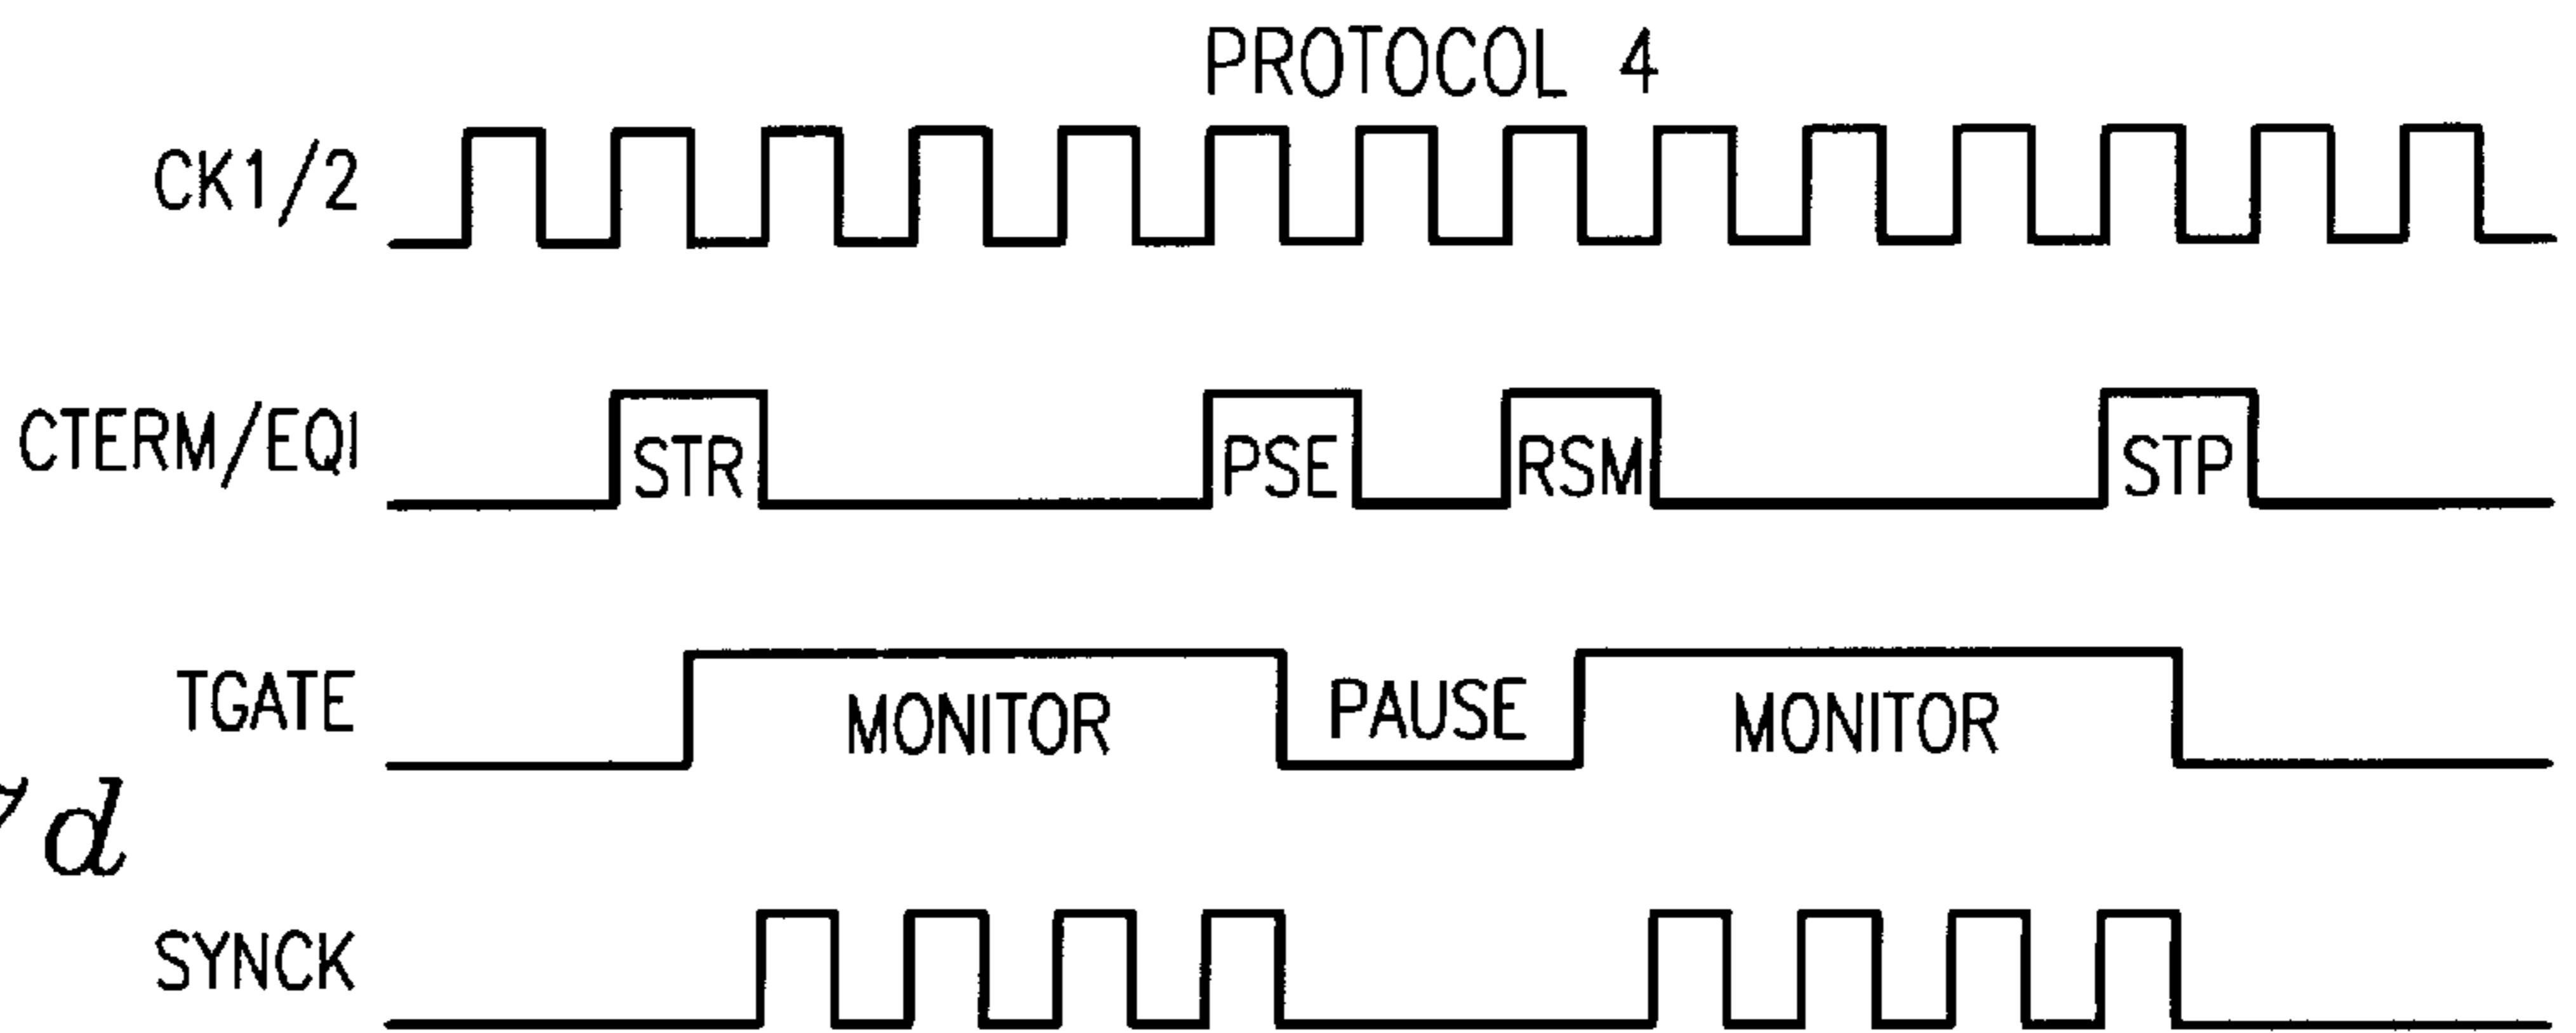 PROTOCOL 4
CK1/2
CTERM/EQI
STR PSE RSM STP
TGATE
MONITOR PAUSE MONITOR
d
SYNCK